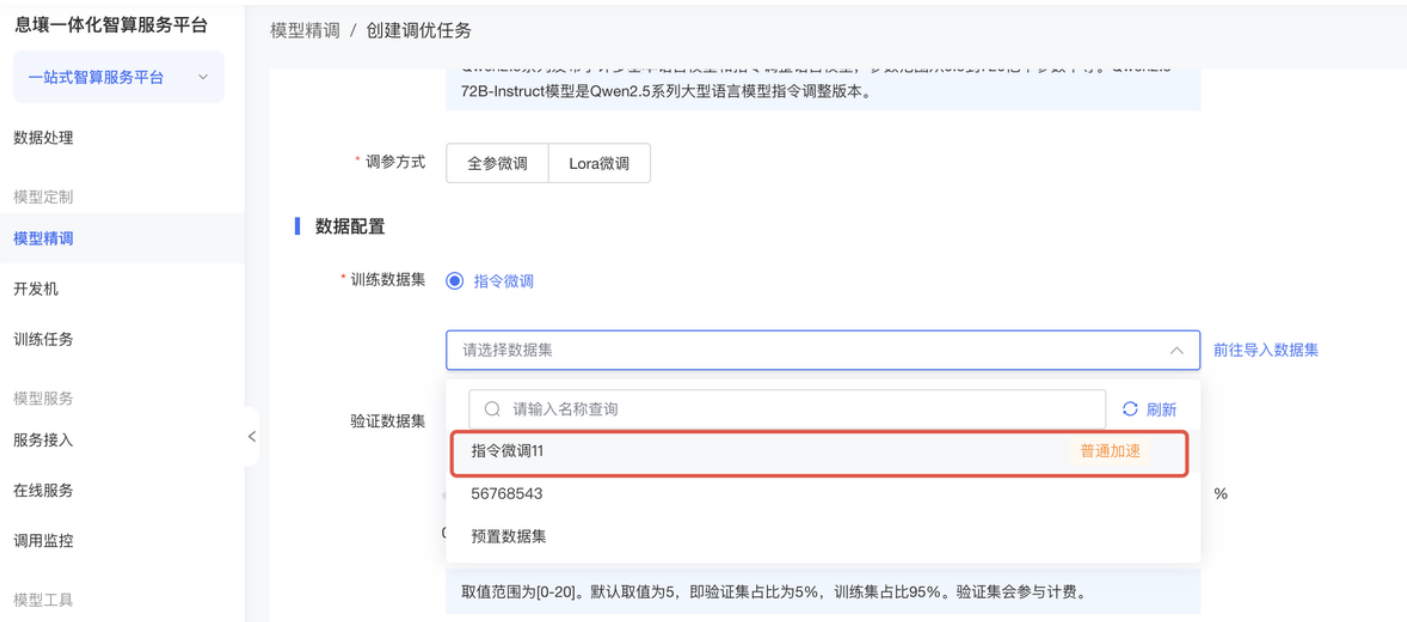 息壤一体化智算服务平台
模型精调 / 创建调优任务
一站式智算服务平台
数据处理
模型定制
模型精调
开发机
训练任务
模型服务
服务接入
在线服务
调用监控
模型工具
72B-Instruct模型是Qwen2.5系列大型语言模型指令调整版本。
* 调参方式
全参微调
Lora微调
数据配置
* 训练数据集
指令微调
请选择数据集
前往导入数据集
请输入名称查询
刷新
验证数据集
指令微调11
普通加速
56768543
%
预置数据集
取值范围为[0-20]。默认取值为5，即验证集占比为5%，训练集占比95%。验证集会参与计费。